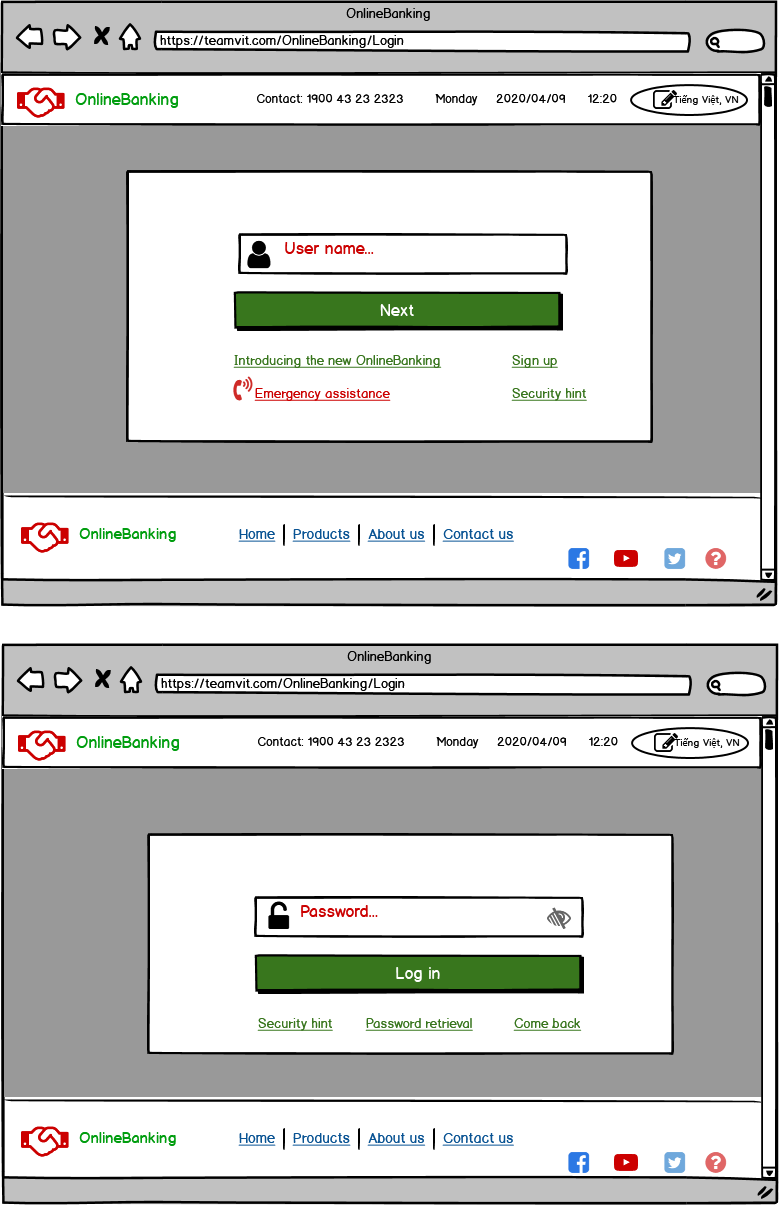 OnlineBanking
https://teamvit.com/OnlineBanking/Login
OnlineBanking Contact: 1900 43 23 2323 Monday 2020/04/09 12:20 Tiếng Việt, VN
User name...
Next
Introducing the new OnlineBanking Sign up
Emergency assistance Security hint
OnlineBanking Home Products About us Contact us
OnlineBanking
https://teamvit.com/OnlineBanking/Login
OnlineBanking Contact: 1900 43 23 2323 Monday 2020/04/09 12:20 Tiếng Việt, VN
Password...
Log in
Security hint Password retrieval Come back
OnlineBanking Home Products About us Contact us